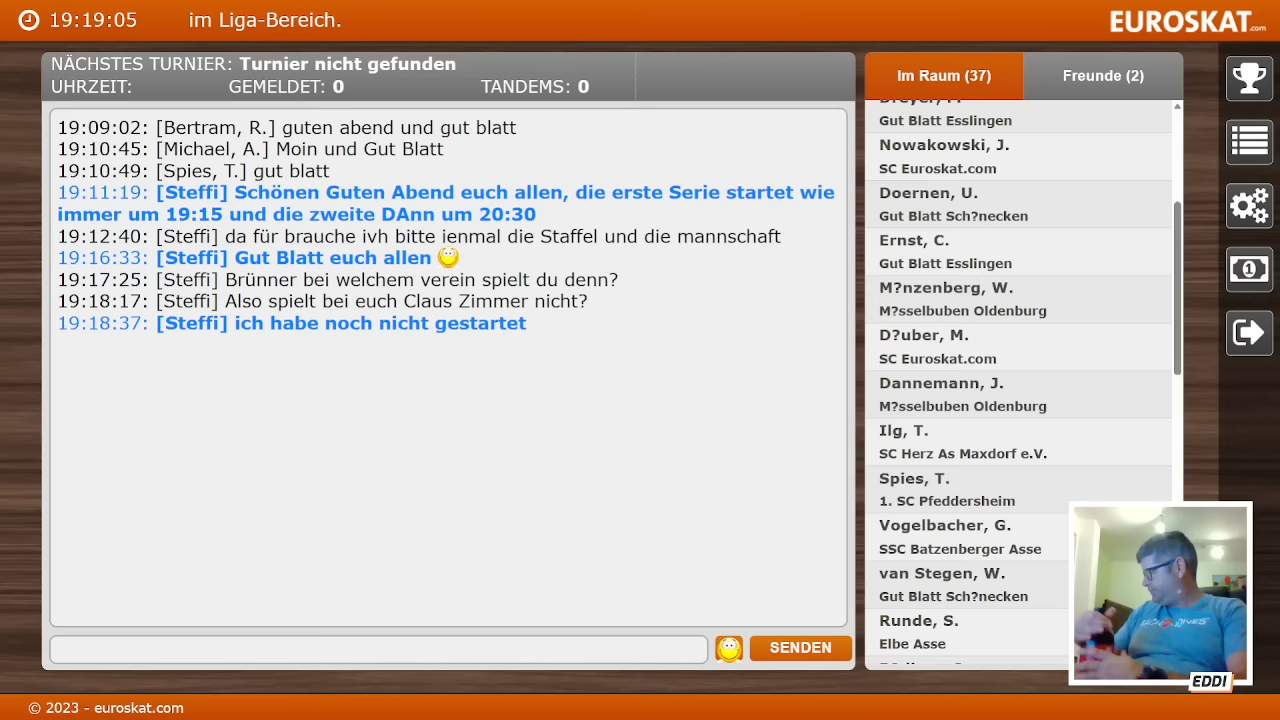 19:19:05 im Liga-Bereich.
EUROSKAT.com
NÄCHSTES TURNIER: Turnier nicht gefunden
UHRZEIT: GEMELDET: 0 TANDEMS: 0
19:09:02: [Bertram, R.] guten abend und gut blatt
19:10:45: [Michael, A.] Moin und Gut Blatt
19:10:49: [Spies, T.] gut blatt
19:11:19: [Steffi] Schönen Guten Abend euch allen, die erste Serie startet wie
immer um 19:15 und die zweite DAnn um 20:30
19:12:40: [Steffi] da für brauche ivh bitte ienmal die Staffel und die mannschaft
19:16:33: [Steffi] Gut Blatt euch allen
19:17:25: [Steffi] Brünner bei welchem verein spielt du denn?
19:18:17: [Steffi] Also spielt bei euch Claus Zimmer nicht?
19:18:37: [Steffi] ich habe noch nicht gestartet
SENDEN
Im Raum (37) Freunde (2)
Gut Blatt Esslingen
Nowakowski, J.
SC Euroskat.com
Doernen, U.
Gut Blatt Sch?necken
Ernst, C.
Gut Blatt Esslingen
M?nzenberg, W.
M?sselbuben Oldenburg
D?uber, M.
SC Euroskat.com
Dannemann, J.
M?sselbuben Oldenburg
Ilg, T.
SC Herz As Maxdorf e.V.
Spies, T.
1. SC Pfeddersheim
Vogelbacher, G.
SSC Batzenberger Asse
van Stegen, W.
Gut Blatt Sch?necken
Runde, S.
Elbe Asse
1
EDDI
© 2023 - euroskat.com